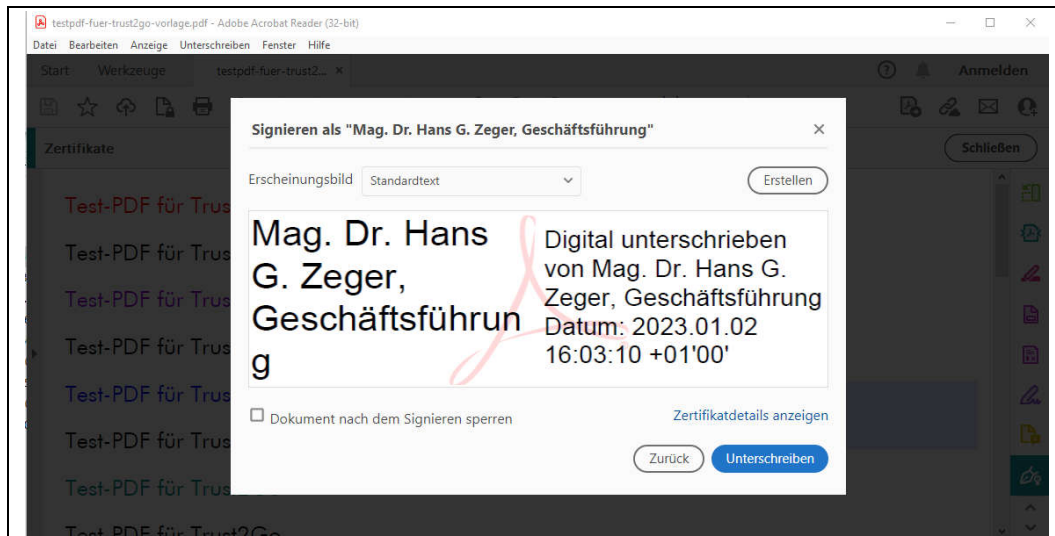 testpdf-fuer-trust2go-vorlage.pdf - Adobe Acrobat Reader (32-bit)
Datei Bearbeiten Anzeige Unterschreiben Fenster Hilfe
Start Werkzeuge testpdf-fuer-trust2... × Anmelden
Signieren als "Mag. Dr. Hans G. Zeger, Geschäftsführung"
Zertifikate Schließen
Erscheinungsbild Standardtext Erstellen
Mag. Dr. Hans
G. Zeger,
Geschäftsführun
g
Digital unterschrieben
von Mag. Dr. Hans G.
Zeger, Geschäftsführung
Datum: 2023.01.02
16:03:10 +01'00'
Dokument nach dem Signieren sperren Zertifikatdetails anzeigen
Zurück Unterschreiben
Test-PDF für Trus
Test-PDF für Trus
Test-PDF für Trus
Test-PDF für Trus
Test-PDF für Trus
Test-PDF für Trus
Test-PDF für Trus
Test-PDF für Trust2Go